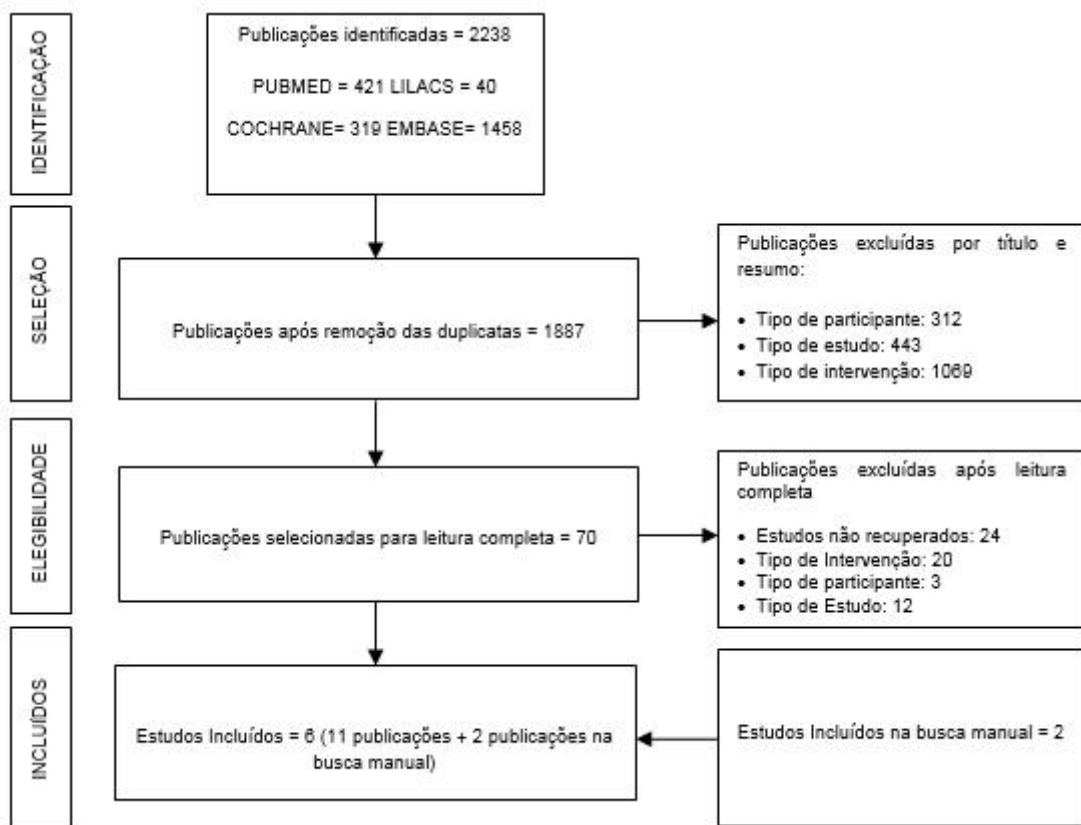 IDENTIFICAÇÃO
Publicações identificadas = 2238
PUBMED = 421 LILACS = 40
COCHRANE= 319 EMBASE= 1458
SELEÇÃO
Publicações após remoção das duplicatas = 1887
Publicações excluídas por título e
resumo:
• Tipo de participante: 312
• Tipo de estudo: 443
• Tipo de intervenção: 1069
ELEGIBILIDADE
Publicações selecionadas para leitura completa = 70
Publicações excluídas após leitura
completa
• Estudos não recuperados: 24
• Tipo de Intervenção: 20
• Tipo de participante: 3
• Tipo de Estudo: 12
INCLUÍDOS
Estudos Incluídos = 6 (11 publicações + 2 publicações na
busca manual)
Estudos Incluídos na busca manual = 2